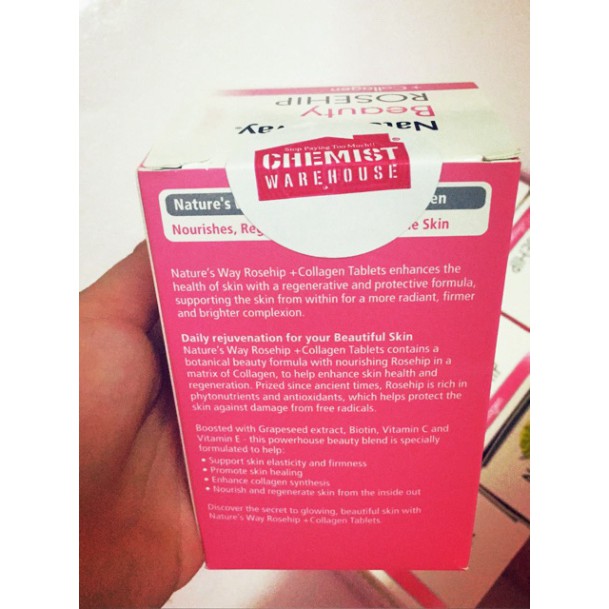 + Collagen
ROSEHIP
Beauty
Stop Paying Too Much!!
CHEMIST
WAREHOUSE
Nature's
Nourishes, Skin
Nature's Way Rosehip +Collagen Tablets enhances the
health of skin with a regenerative and protective formula,
supporting the skin from within for a more radiant, firmer
and brighter complexion.
Daily rejuvenation for your Beautiful Skin
Nature's Way Rosehip +Collagen Tablets contains a
botanical beauty formula with nourishing Rosehip in a
matrix of Collagen, to help enhance skin health and
regeneration. Prized since ancient times, Rosehip is rich in
phytonutrients and antioxidants, which helps protect the
skin against damage from free radicals.
Boosted with Grapeseed extract, Biotin, Vitamin C and
Vitamin E - this powerhouse beauty blend is specially
formulated to help:
• Support skin elasticity and firmness
• Promote skin healing
• Enhance collagen synthesis
• Nourish and regenerate skin from the inside out
Discover the secret to glowing, beautiful skin with
Nature's Way Rosehip +Collagen Tablets.